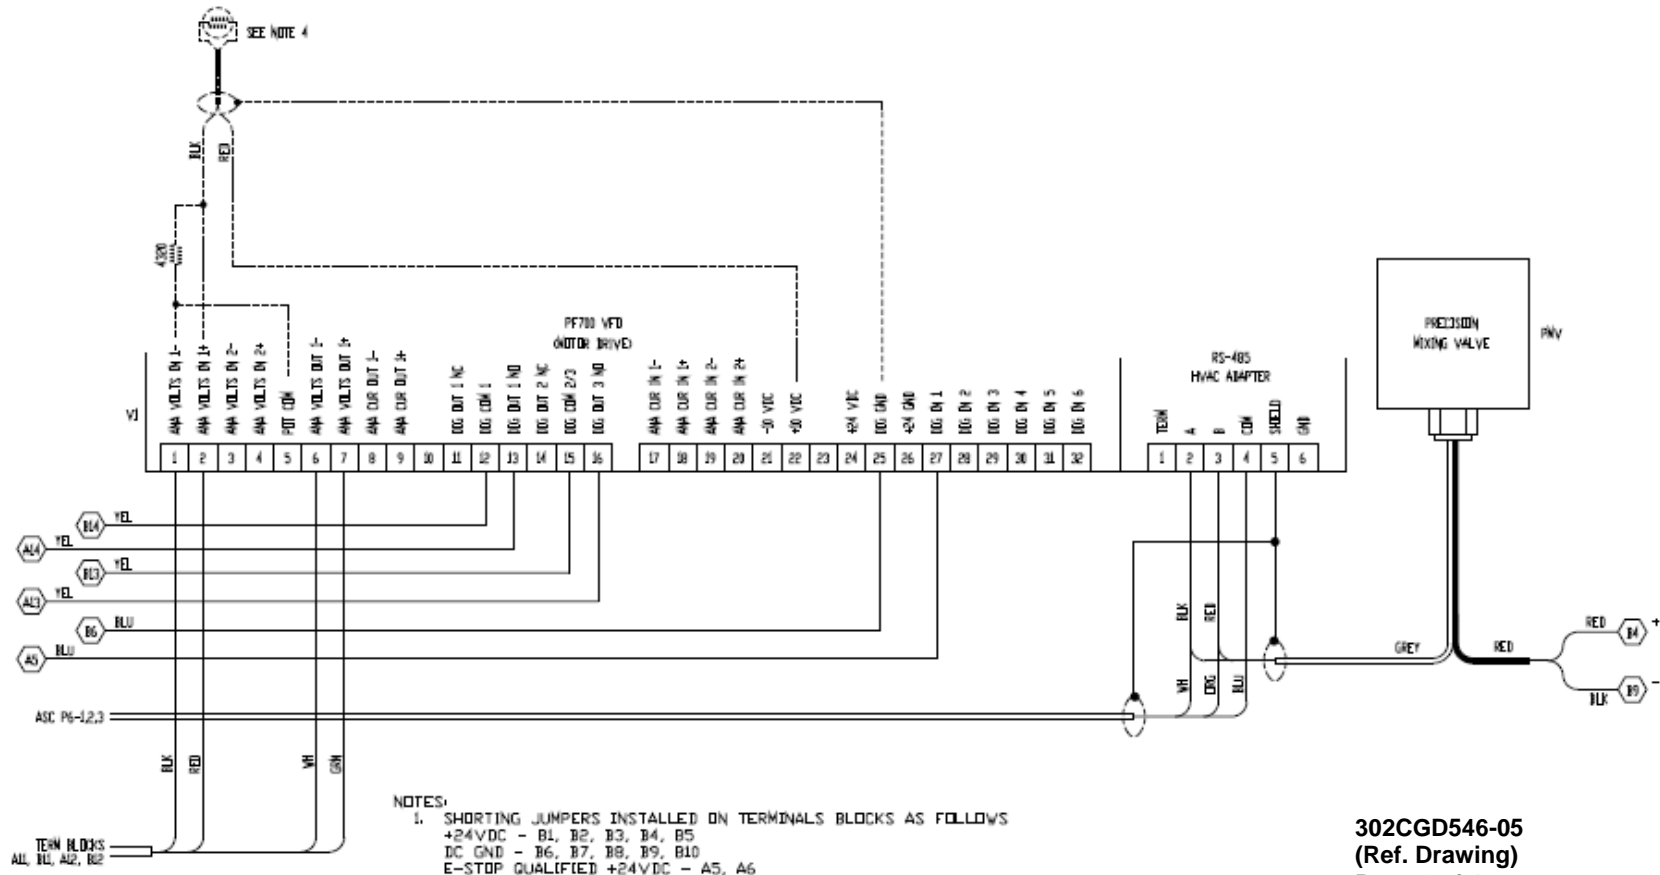 SEE NOTE 4
BLK
RED
4320
PF700 VFD
(MOTOR DRIVE)
V1
ANA VOLTS IN 1-
ANA VOLTS IN 1+
ANA VOLTS IN 2-
ANA VOLTS IN 2+
POT COM
ANA VOLTS OUT 1-
ANA VOLTS OUT 1+
ANA CUR OUT 1-
ANA CUR OUT 1+
DIG OUT 1 NC
DIG COM 1
DIG OUT 1 NO
DIG OUT 2 NC
DIG COM 2/3
DIG OUT 3 NO
ANA CUR IN 1-
ANA CUR IN 1+
ANA CUR IN 2-
ANA CUR IN 2+
-10 VDC
+10 VDC
+24 VDC
DIG GND
+24 GND
DIG IN 1
DIG IN 2
DIG IN 3
DIG IN 4
DIG IN 5
DIG IN 6
1 2 3 4 5 6 7 8 9 10 11 12 13 14 15 16
17 18 19 20 21 22 23 24 25 26 27 28 29 30 31 32
RS-485
HVAC ADAPTER
TERM
A
B
COM
SHIELD
GND
1 2 3 4 5 6
PRECISION
MIXING VALVE
PMV
B14 YEL
A14 YEL
B13 YEL
A13 YEL
B6 BLU
A5 BLU
BLK
RED
WH
ORG
BLU
GREY
RED
RED B4 +
BLK B9 -
ASC P6-1,2,3
BLK
RED
WH
GRN
TERM BLOCKS
A11, B11, A12, B12
NOTES:
1. SHORTING JUMPERS INSTALLED ON TERMINALS BLOCKS AS FOLLOWS
+24VDC - B1, B2, B3, B4, B5
DC GND - B6, B7, B8, B9, B10
E-STOP QUALIFIED +24VDC - A5, A6
302CGD546-05
(Ref. Drawing)